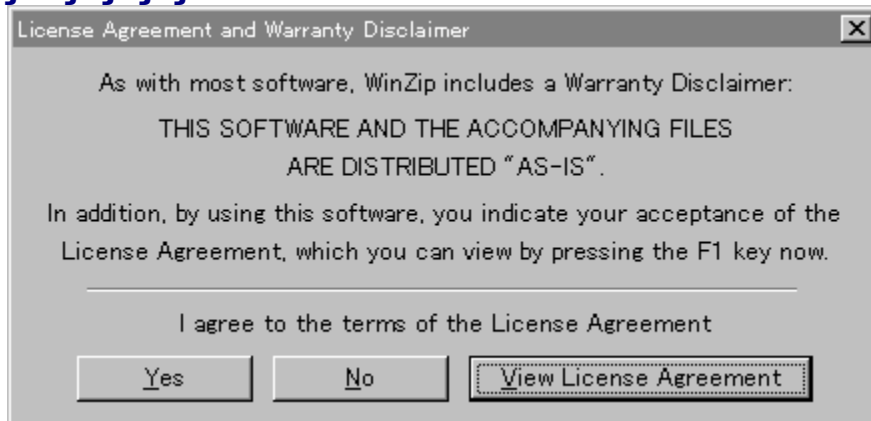 License Agreement and Warranty Disclaimer
As with most software, WinZip includes a Warranty Disclaimer:
THIS SOFTWARE AND THE ACCOMPANYING FILES
ARE DISTRIBUTED "AS-IS".
In addition, by using this software, you indicate your acceptance of the
License Agreement, which you can view by pressing the F1 key now.
I agree to the terms of the License Agreement
Yes No View License Agreement